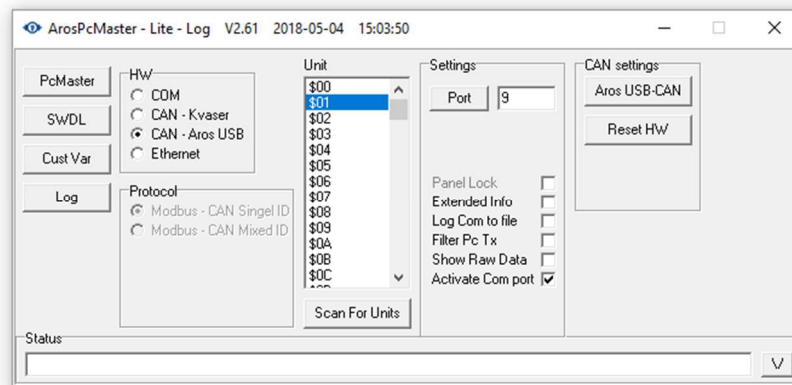 ArosPcMaster - Lite - Log V2.61 2018-05-04 15:03:50
PcMaster
SWDL
Cust Var
Log
HW
COM
CAN - Kvaser
CAN - Aros USB
Ethernet
Protocol
Modbus - CAN Singel ID
Modbus - CAN Mixed ID
Unit
$00
$01
$02
$03
$04
$05
$06
$07
$08
$09
$0A
$0B
$0C
Scan For Units
Settings
Port 9
Panel Lock
Extended Info
Log Com to file
Filter Pc Tx
Show Raw Data
Activate Com port
CAN settings
Aros USB-CAN
Reset HW
Status
\/